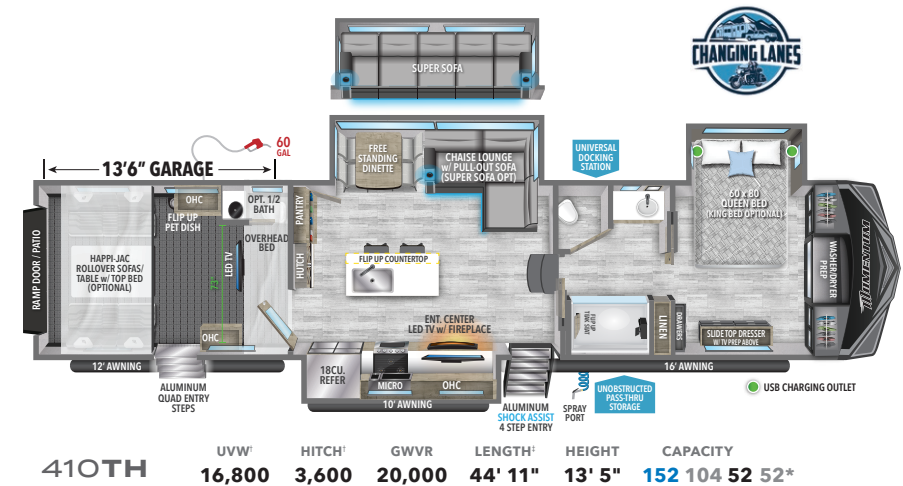 CHANGING LANES
SUPER SOFA
60
GAL
13'6" GARAGE
FREE
STANDING
DINETTE
CHAISE LOUNGE
w/ PULL-OUT SOFA
(SUPER SOFA OPT)
UNIVERSAL
DOCKING
STATION
OHC
OPT. 1/2
BATH
FLIP UP
PET DISH
PANTRY
60 x 80
QUEEN BED
(KING BED OPTIONAL)
OVERHEAD
BED
RAMP DOOR / PATIO
HAPPI-JAC
ROLLOVER SOFAS/
TABLE w/ TOP BED
(OPTIONAL)
LED TV
73"
HUTCH
FLIP UP COUNTERTOP
WASHER/DRYER
PREP
MOMENTUM
ENT. CENTER
LED TV w/ FIREPLACE
FLIP UP
TEAK SEAT
LINEN
DRAWERS
SLIDE TOP DRESSER
W/ TV PREP ABOVE
OHC
18CU.
REFER
MICRO
OHC
12' AWNING
16' AWNING
10' AWNING
ALUMINUM
QUAD ENTRY
STEPS
ALUMINUM
SHOCK ASSIST
4 STEP ENTRY
SPRAY
PORT
UNOBSTRUCTED
PASS-THRU
STORAGE
USB CHARGING OUTLET
410TH
UVW† HITCH† GWVR LENGTH‡ HEIGHT CAPACITY
16,800 3,600 20,000 44' 11" 13' 5" 152 104 52 52*